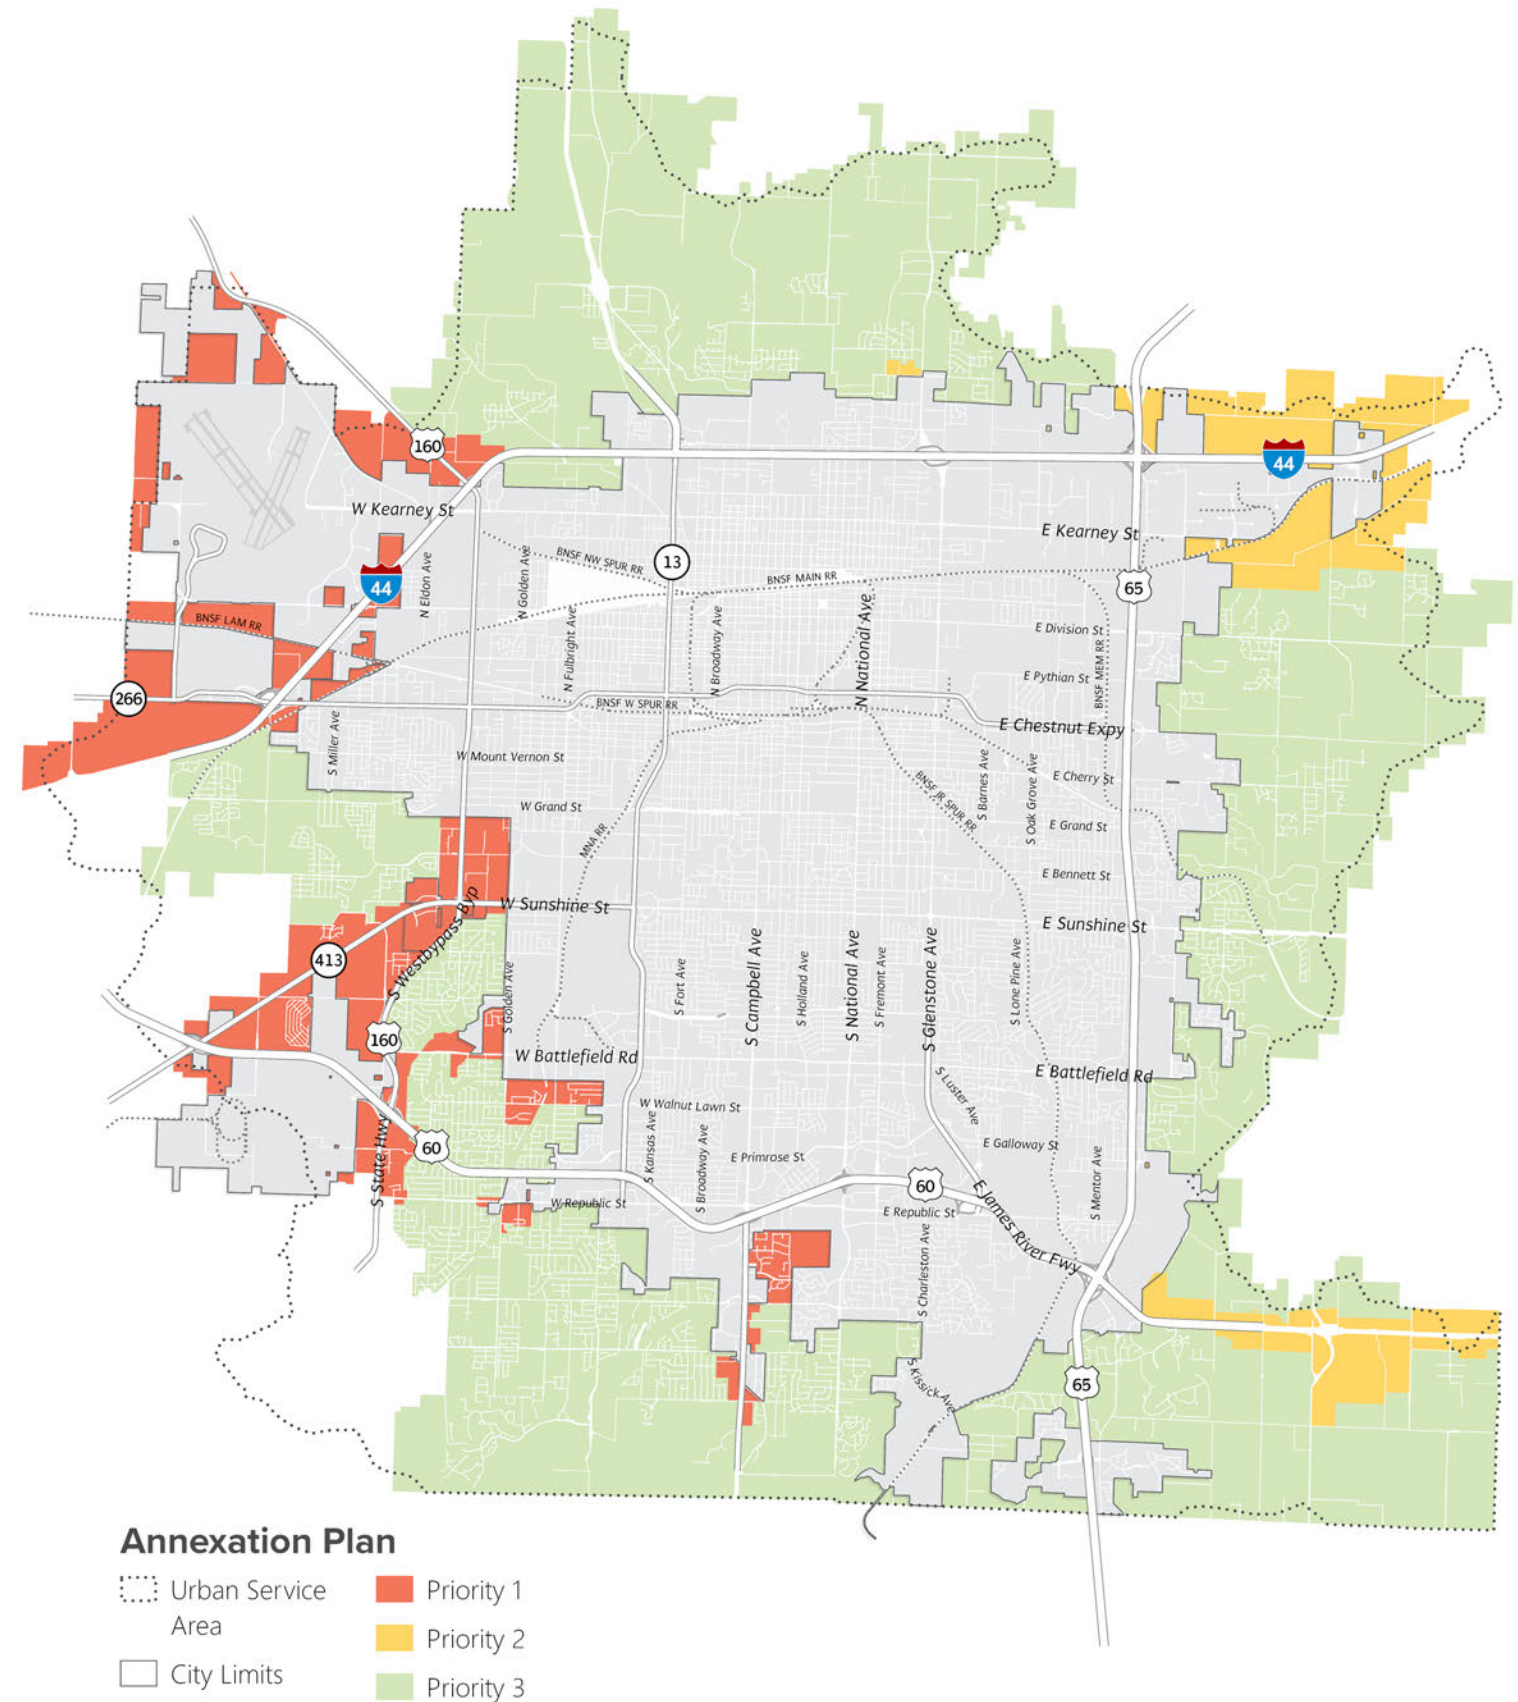 160
44
W Kearney St
E Kearney St
BNSF NW SPUR RR
13
BNSF MAIN RR
44
N Eldon Ave
N Golden Ave
65
BNSF LAM RR
N Fulbright Ave
N Broadway Ave
N National Ave
E Division St
BNSF MEM RR
E Pythian St
266
BNSF W SPUR RR
E Chestnut Expy
S Miller Ave
W Mount Vernon St
S Barnes Ave
S Oak Grove Ave
E Cherry St
BNSF JR SPUR RR
W Grand St
MNA RR
E Grand St
E Bennett St
W Sunshine St
E Sunshine St
S Westbypass Byp
413
S Golden Ave
S Fort Ave
S Campbell Ave
S Holland Ave
S National Ave
S Fremont Ave
S Glenstone Ave
S Lone Pine Ave
160
W Battlefield Rd
E Battlefield Rd
S Luster Ave
W Walnut Lawn St
S State Hwy
60
S Kansas Ave
S Broadway Ave
E Primrose St
E Galloway St
S Mentor Ave
60
W Republic St
E Republic St
E James River Fwy
S Charleston Ave
S Kissick Ave
65
Annexation Plan
Urban Service
Area
City Limits
Priority 1
Priority 2
Priority 3